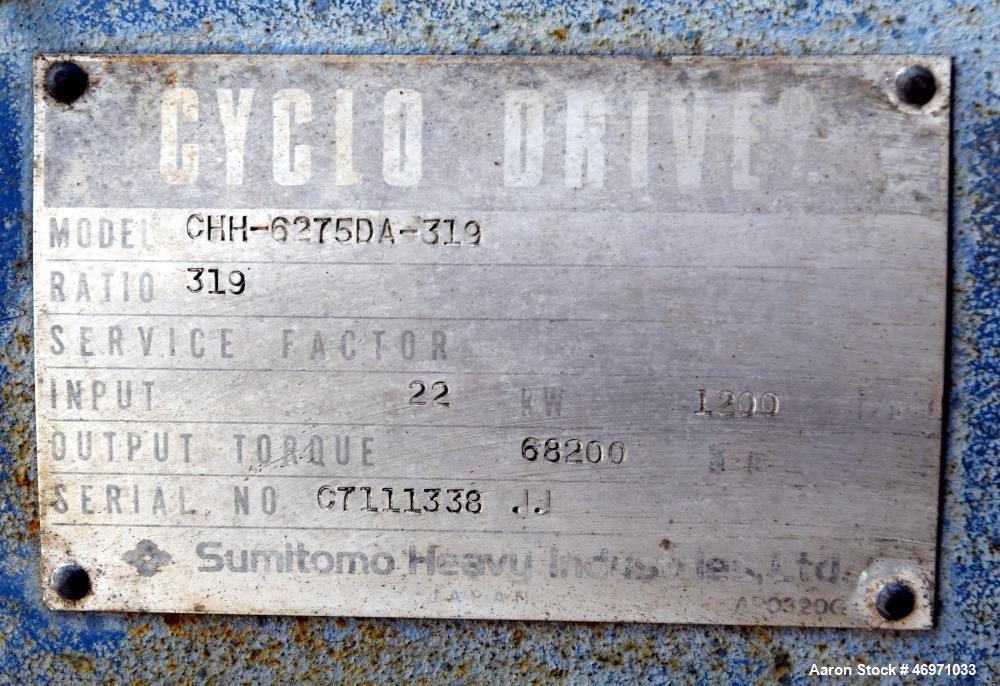 CYCLO DRIVE®
MODEL CHH-6275DA-319
RATIO 319
SERVICE FACTOR
INPUT 22 KW 1200
OUTPUT TORQUE 68200 N·m
SERIAL NO C7111338 JJ
Sumitomo Heavy Industries, Ltd.
JAPAN AP0320G
Aaron Stock # 46971033